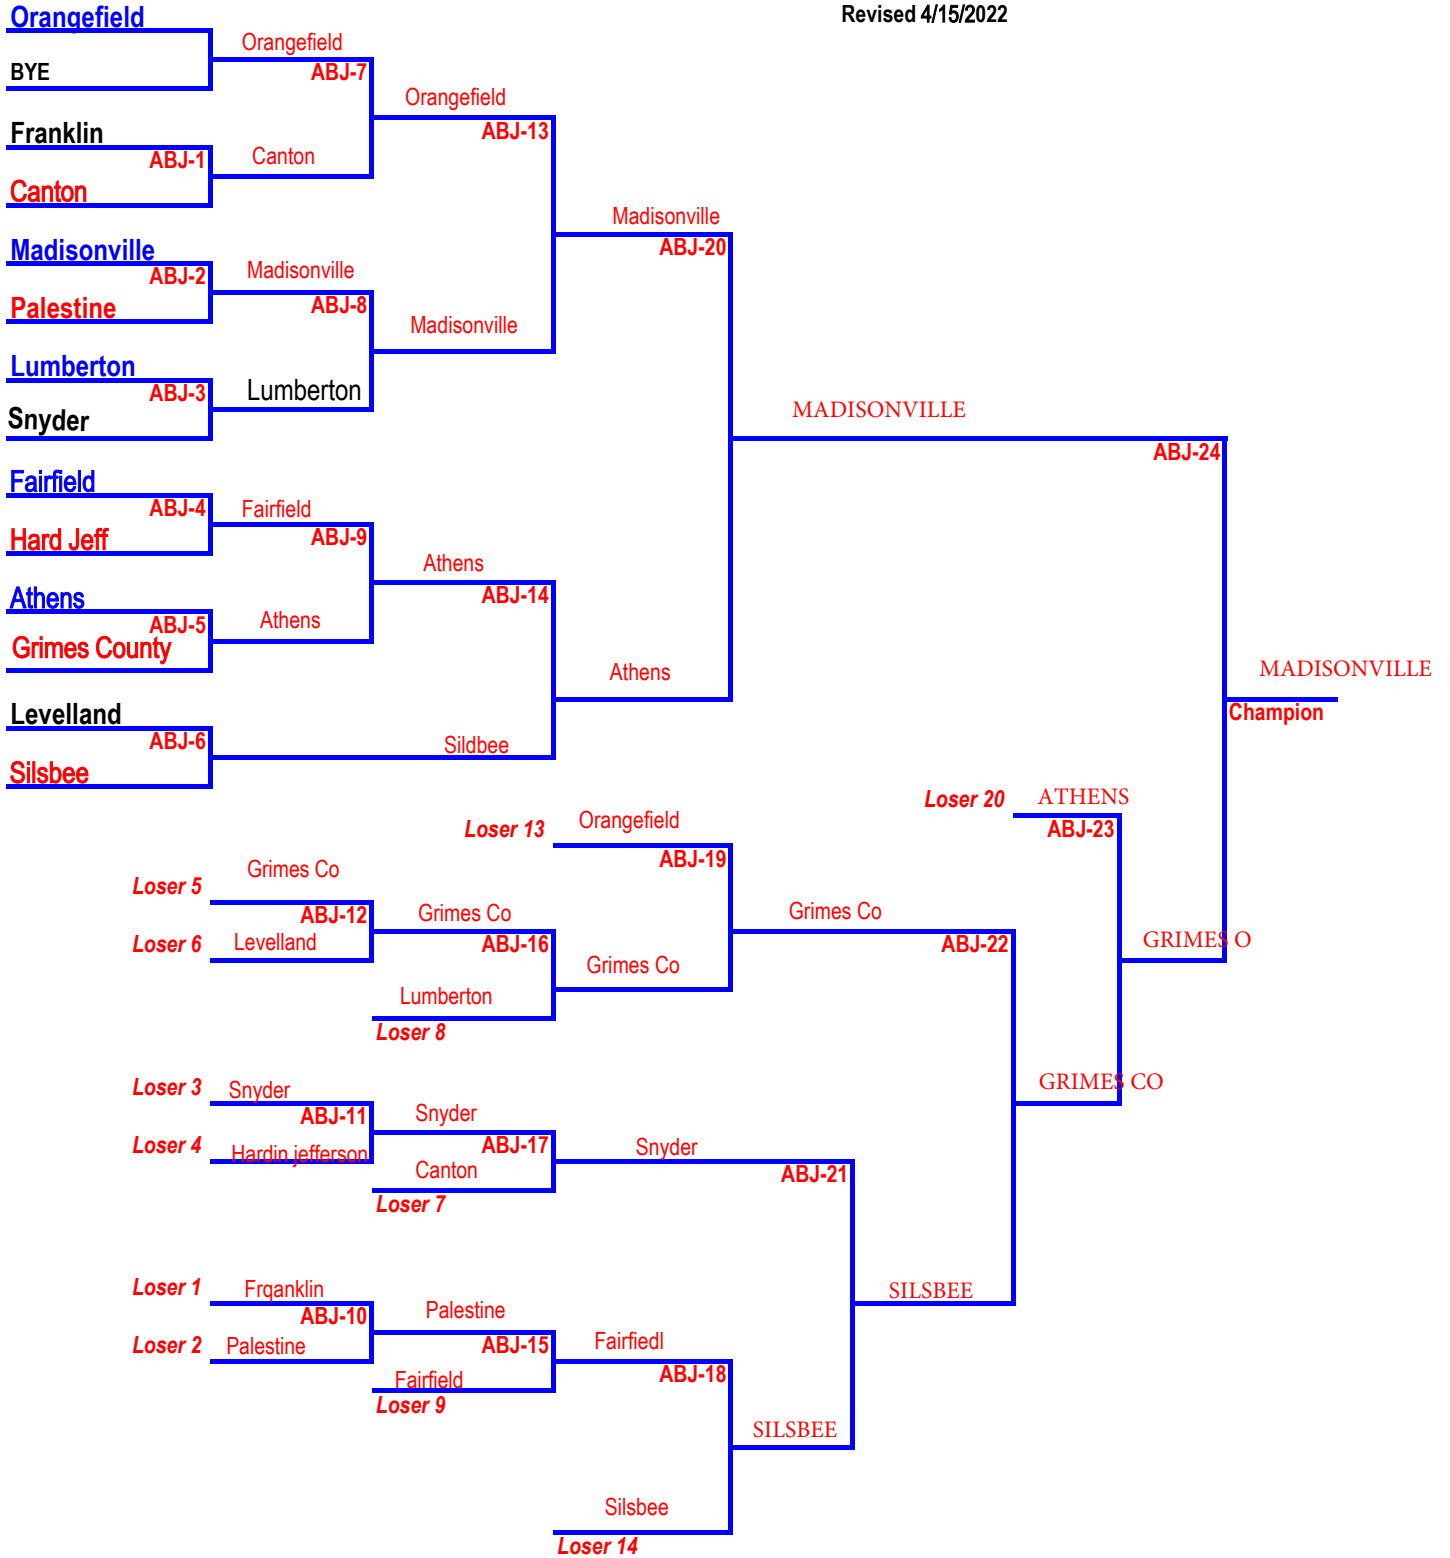 Revised 4/15/2022
Orangefield
Orangefield
BYE
ABJ-7
Orangefield
ABJ-13
Franklin
ABJ-1
Canton
Canton
Madisonville
ABJ-20
Madisonville
ABJ-2
Madisonville
ABJ-8
Palestine
Madisonville
Lumberton
ABJ-3
Lumberton
Snyder
MADISONVILLE
ABJ-24
Fairfield
ABJ-4
Fairfield
ABJ-9
Hard Jeff
Athens
ABJ-14
Athens
ABJ-5
Athens
Grimes County
Athens
MADISONVILLE
Champion
Levelland
ABJ-6
Sildbee
Silsbee
Loser 20
ATHENS
ABJ-23
Loser 13
Orangefield
ABJ-19
Grimes Co
Loser 5
ABJ-12
Grimes Co
Grimes Co
ABJ-22
GRIMES O
Loser 6
Levelland
ABJ-16
Grimes Co
Lumberton
Loser 8
GRIMES CO
Loser 3
Snyder
ABJ-11
Snyder
Loser 4
Hardin jefferson
ABJ-17
Snyder
ABJ-21
Canton
Loser 7
SILSBEE
Loser 1
Frqanklin
ABJ-10
Palestine
Loser 2
Palestine
ABJ-15
Fairfiedl
ABJ-18
Fairfield
Loser 9
SILSBEE
Silsbee
Loser 14